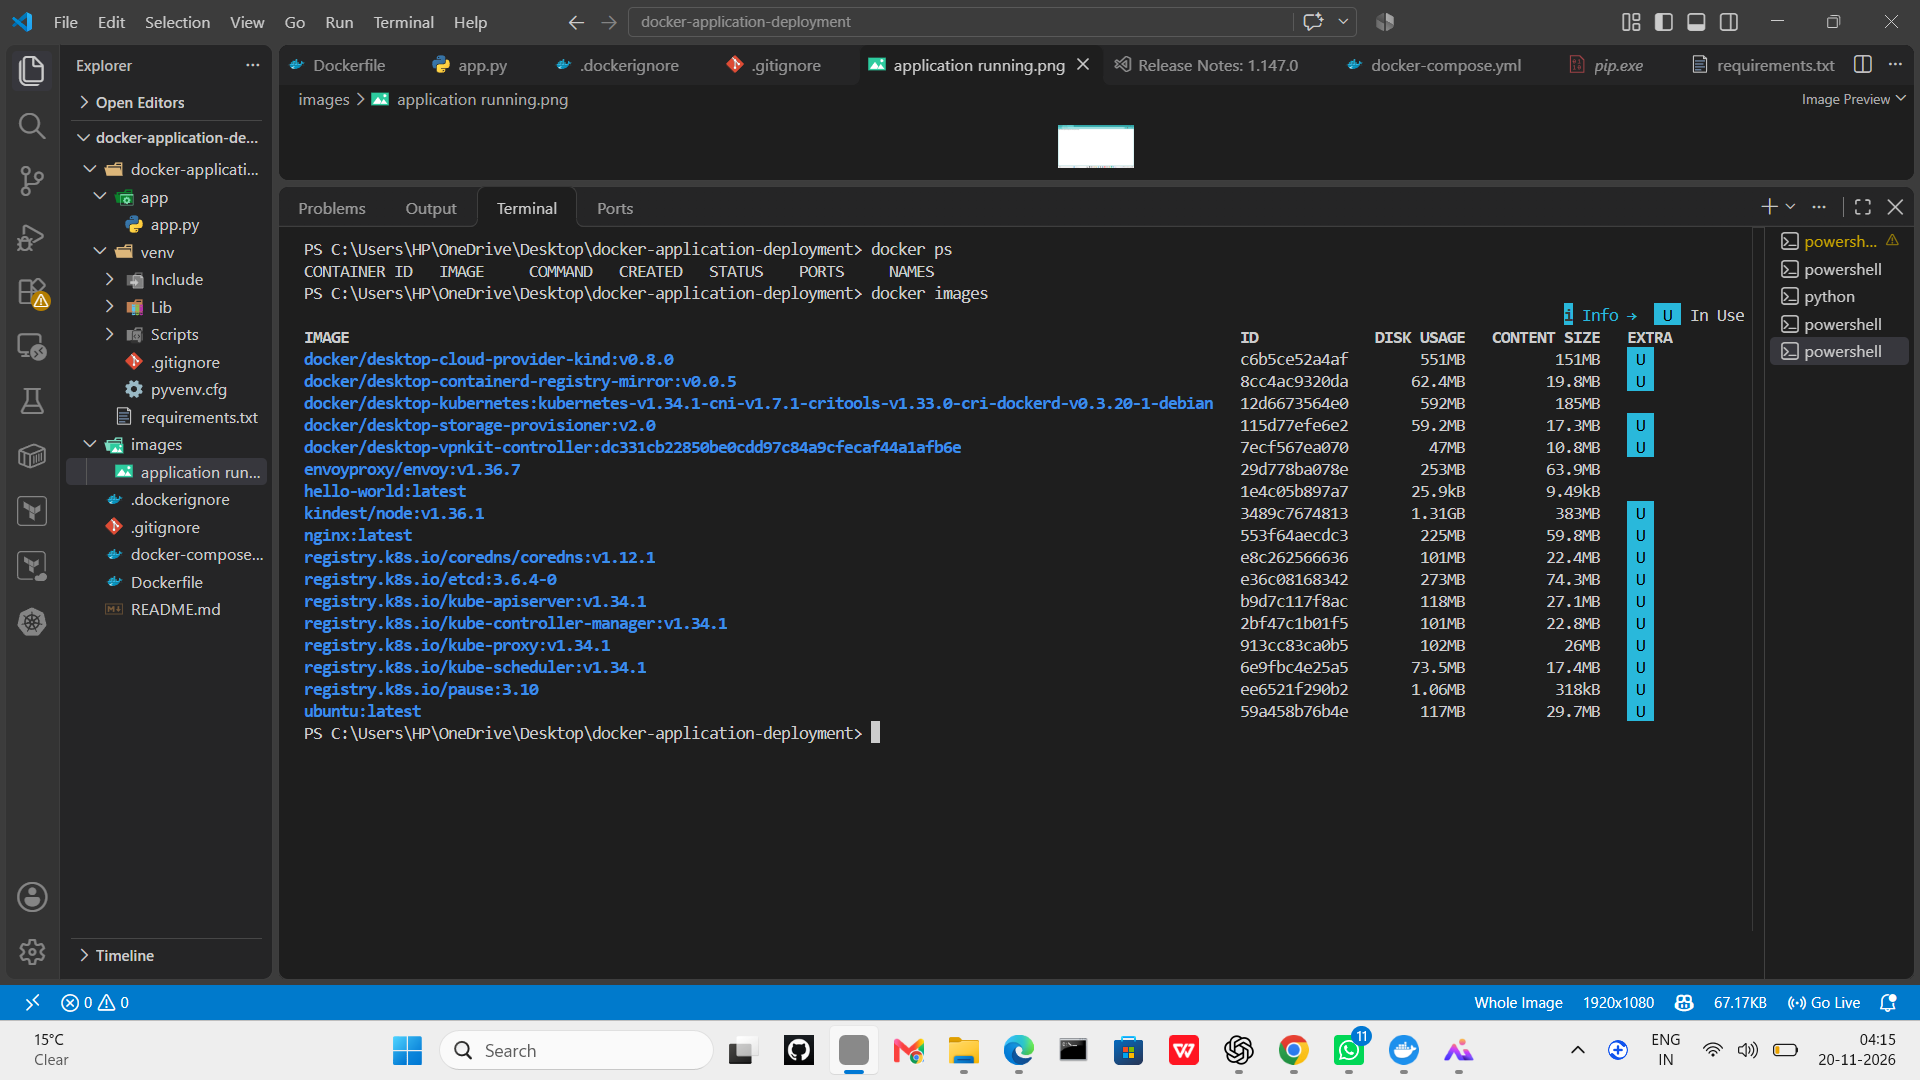 File Edit Selection View Go Run Terminal Help
docker-application-deployment
Explorer
Open Editors
docker-application-de...
docker-applicati...
app
app.py
venv
Include
Lib
Scripts
.gitignore
pyvenv.cfg
requirements.txt
images
application run...
.dockerignore
.gitignore
docker-compose...
Dockerfile
README.md
Timeline
Dockerfile app.py .dockerignore .gitignore application running.png Release Notes: 1.147.0 docker-compose.yml pip.exe requirements.txt
images > application running.png
Image Preview
Problems Output Terminal Ports
PS C:\Users\HP\OneDrive\Desktop\docker-application-deployment> docker ps
CONTAINER ID IMAGE COMMAND CREATED STATUS PORTS NAMES
PS C:\Users\HP\OneDrive\Desktop\docker-application-deployment> docker images
i Info → U In Use
IMAGE ID DISK USAGE CONTENT SIZE EXTRA
docker/desktop-cloud-provider-kind:v0.8.0 c6b5ce52a4af 551MB 151MB U
docker/desktop-containerd-registry-mirror:v0.0.5 8cc4ac9320da 62.4MB 19.8MB U
docker/desktop-kubernetes:kubernetes-v1.34.1-cni-v1.7.1-critools-v1.33.0-cri-dockerd-v0.3.20-1-debian 12d6673564e0 592MB 185MB
docker/desktop-storage-provisioner:v2.0 115d77efe6e2 59.2MB 17.3MB U
docker/desktop-vpnkit-controller:dc331cb22850be0cdd97c84a9cfecaf44a1afb6e 7ecf567ea070 47MB 10.8MB U
envoyproxy/envoy:v1.36.7 29d778ba078e 253MB 63.9MB
hello-world:latest 1e4c05b897a7 25.9kB 9.49kB
kindest/node:v1.36.1 3489c7674813 1.31GB 383MB U
nginx:latest 553f64aecdc3 225MB 59.8MB U
registry.k8s.io/coredns/coredns:v1.12.1 e8c262566636 101MB 22.4MB U
registry.k8s.io/etcd:3.6.4-0 e36c08168342 273MB 74.3MB U
registry.k8s.io/kube-apiserver:v1.34.1 b9d7c117f8ac 118MB 27.1MB U
registry.k8s.io/kube-controller-manager:v1.34.1 2bf47c1b01f5 101MB 22.8MB U
registry.k8s.io/kube-proxy:v1.34.1 913cc83ca0b5 102MB 26MB U
registry.k8s.io/kube-scheduler:v1.34.1 6e9fbc4e25a5 73.5MB 17.4MB U
registry.k8s.io/pause:3.10 ee6521f290b2 1.06MB 318kB U
ubuntu:latest 59a458b76b4e 117MB 29.7MB U
PS C:\Users\HP\OneDrive\Desktop\docker-application-deployment>
powersh...
powershell
python
powershell
powershell
0 0
Whole Image 1920x1080 67.17KB Go Live
15°C
Clear
Search
11
ENG
IN
04:15
20-11-2026